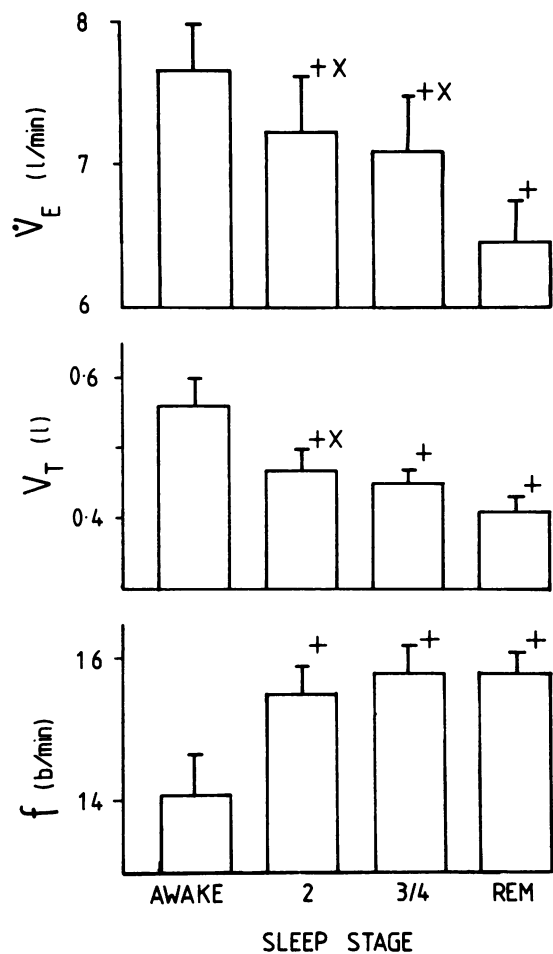 8
7
6
V̇E (l/min)
+X
+X
+
0·6
0·4
VT (l)
+X
+
+
16
14
f (b/min)
+
+
+
AWAKE 2 3/4 REM
SLEEP STAGE